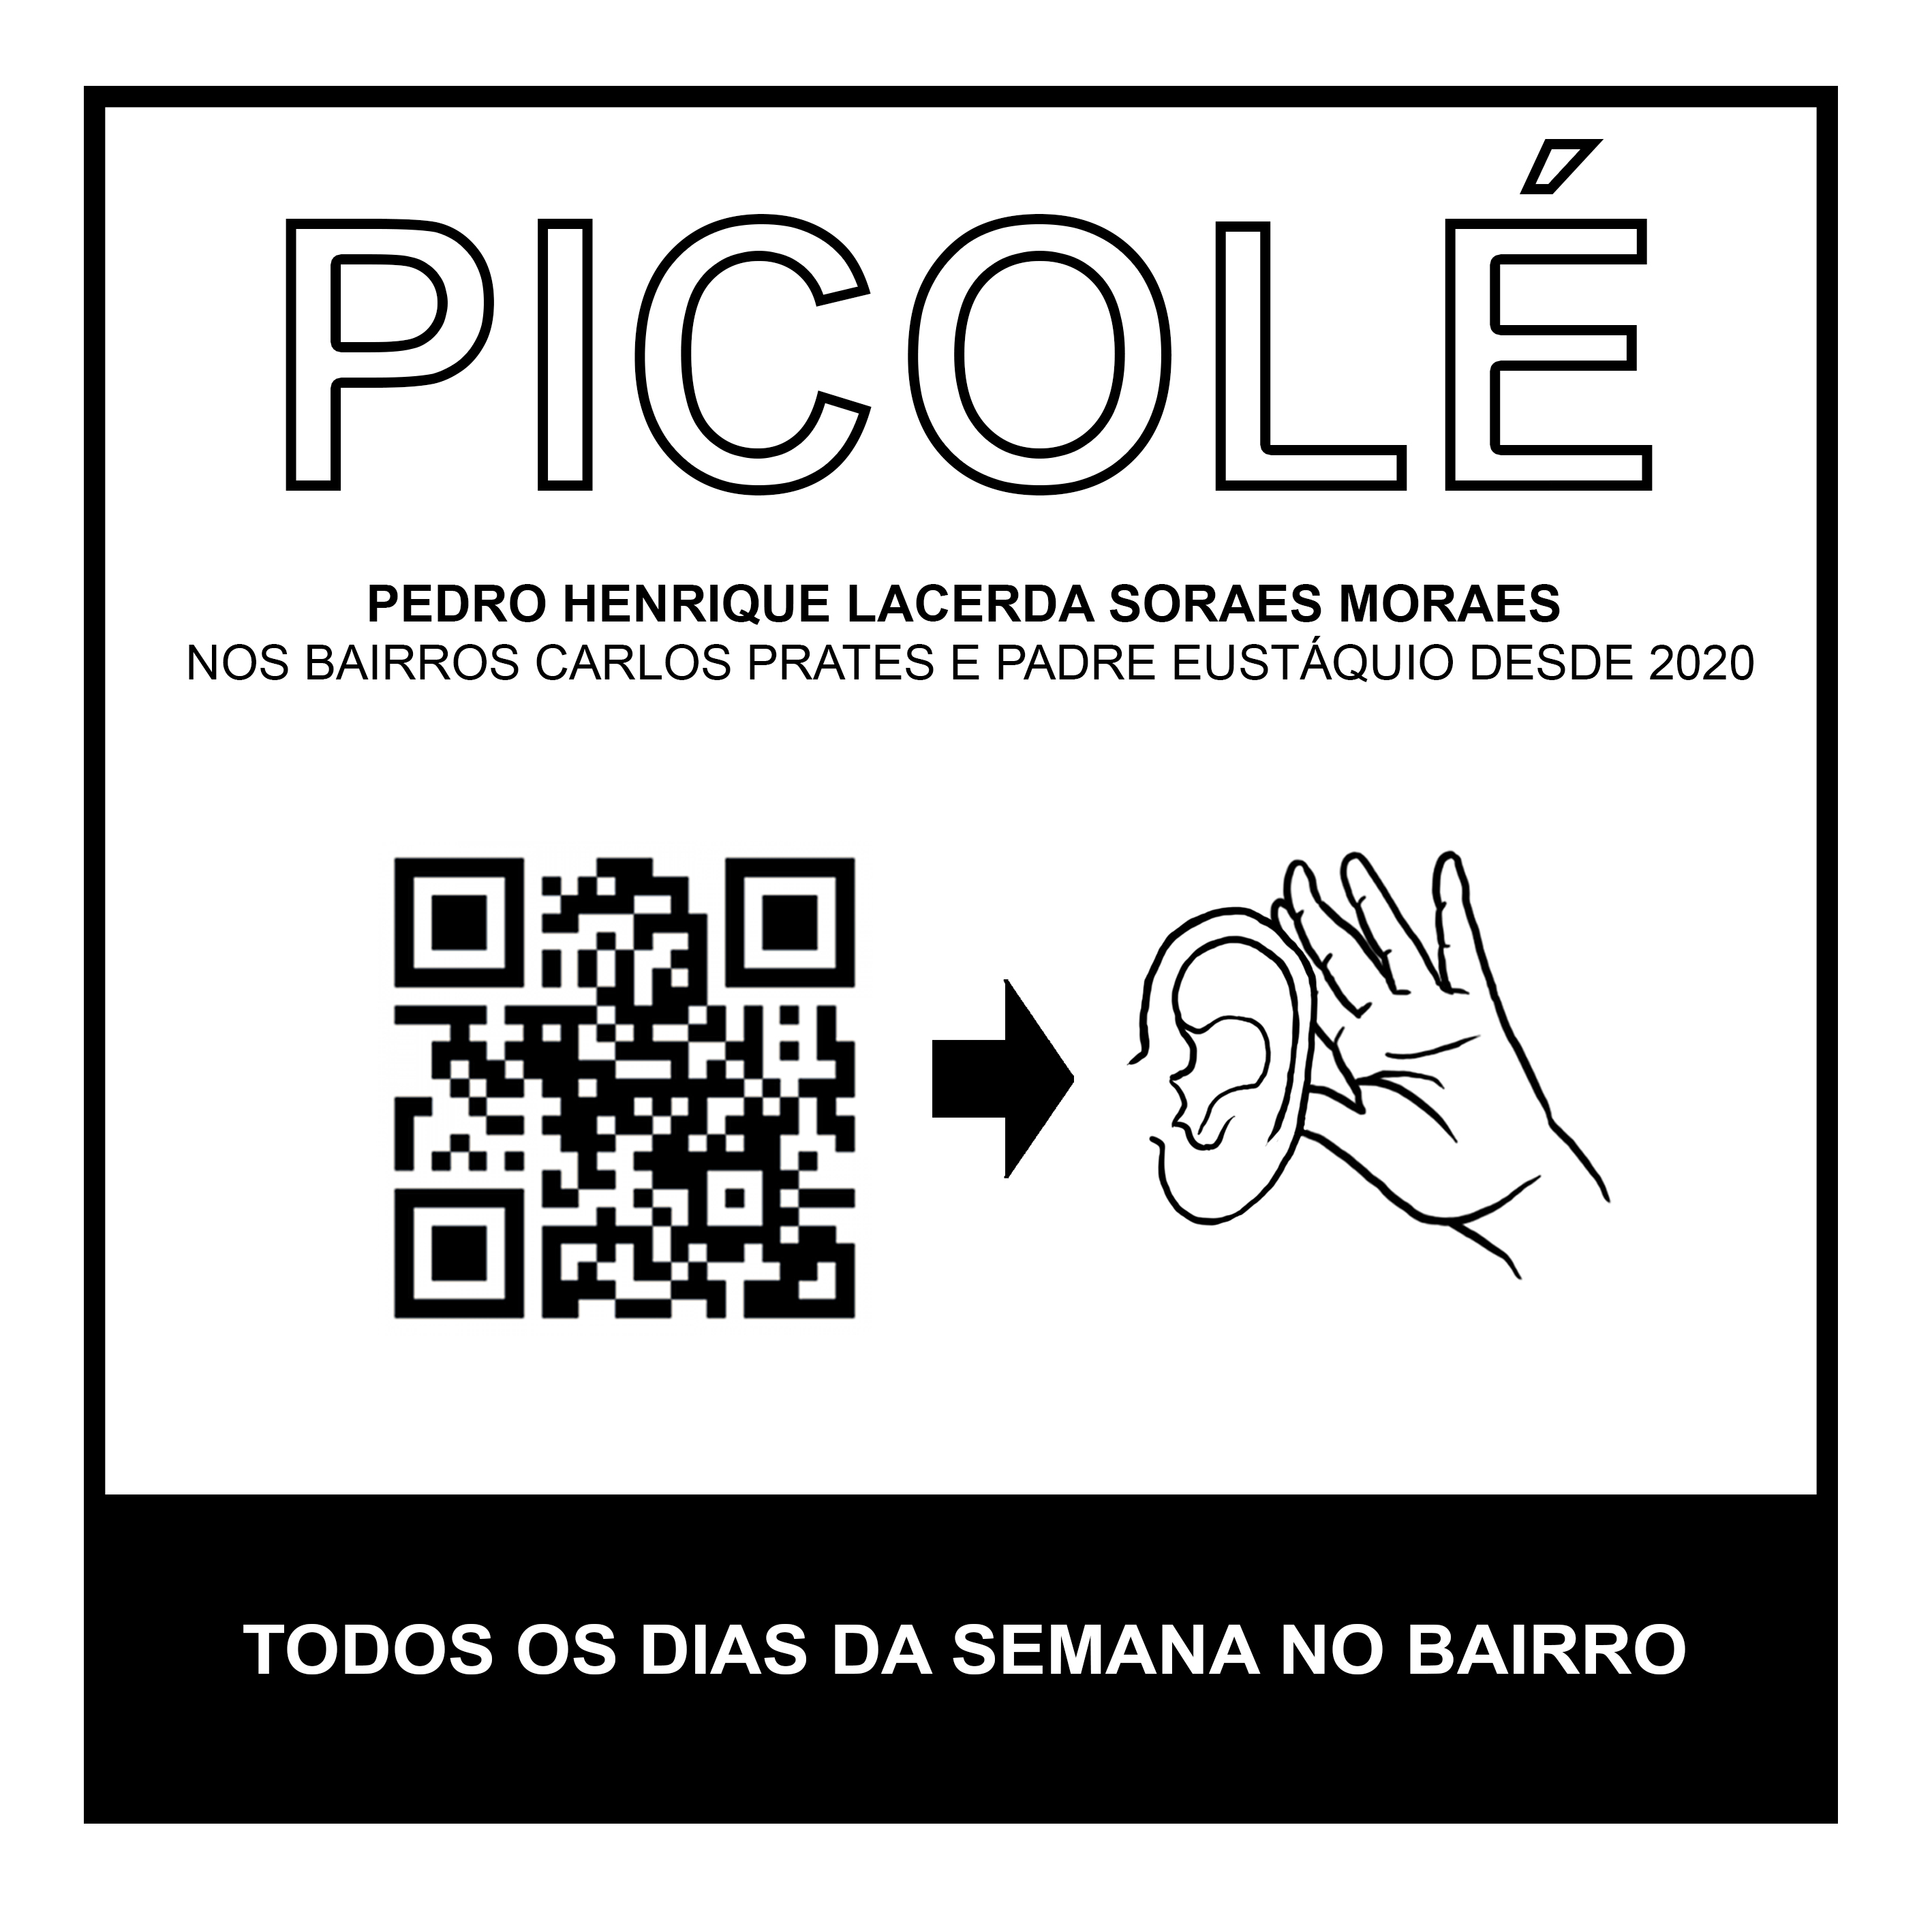 PICOLÉ
PEDRO HENRIQUE LACERDA SORAES MORAES
NOS BAIRROS CARLOS PRATES E PADRE EUSTÁQUIO DESDE 2020
TODOS OS DIAS DA SEMANA NO BAIRRO